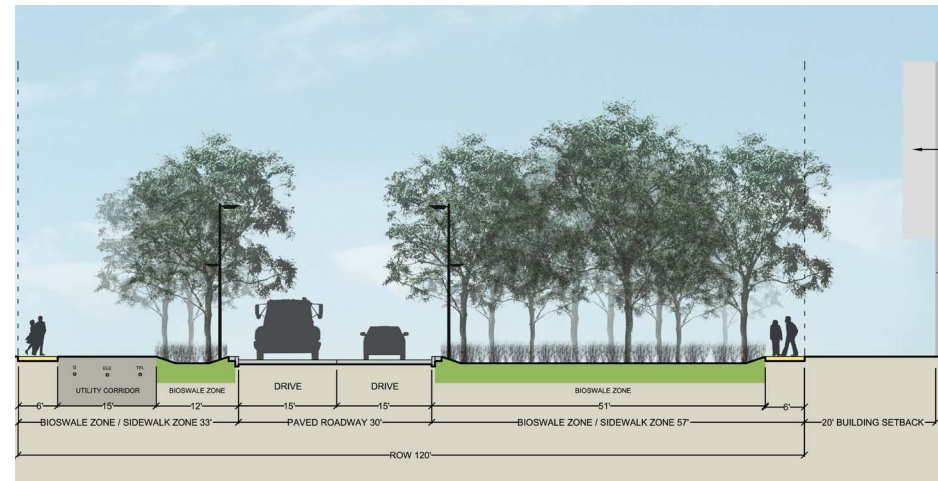 G ELE TEL
UTILITY CORRIDOR BIOSWALE ZONE DRIVE DRIVE BIOSWALE ZONE
6' 15' 12' 15' 15' 51' 6'
BIOSWALE ZONE / SIDEWALK ZONE 33' PAVED ROADWAY 30' BIOSWALE ZONE / SIDEWALK ZONE 57' 20' BUILDING SETBACK
ROW 120'